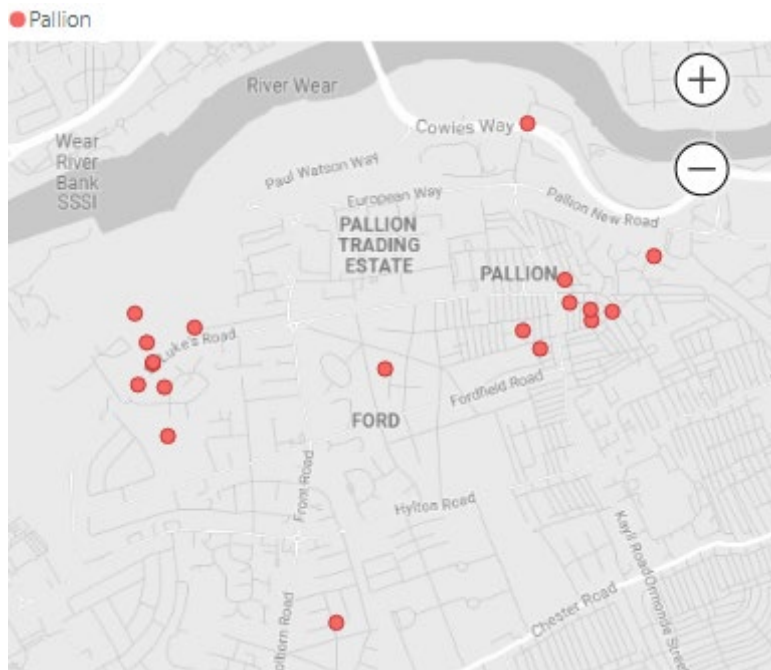 Pallion
River Wear
Cowies Way
Wear
River
Bank
SSSI
Paul Watson Way
European Way
Pallion New Road
PALLION
TRADING
ESTATE
PALLION
Luke's Road
Fordfield Road
FORD
Front Road
Hylton Road
Kayll Road
Ormonde Stre
Chester Road
Road